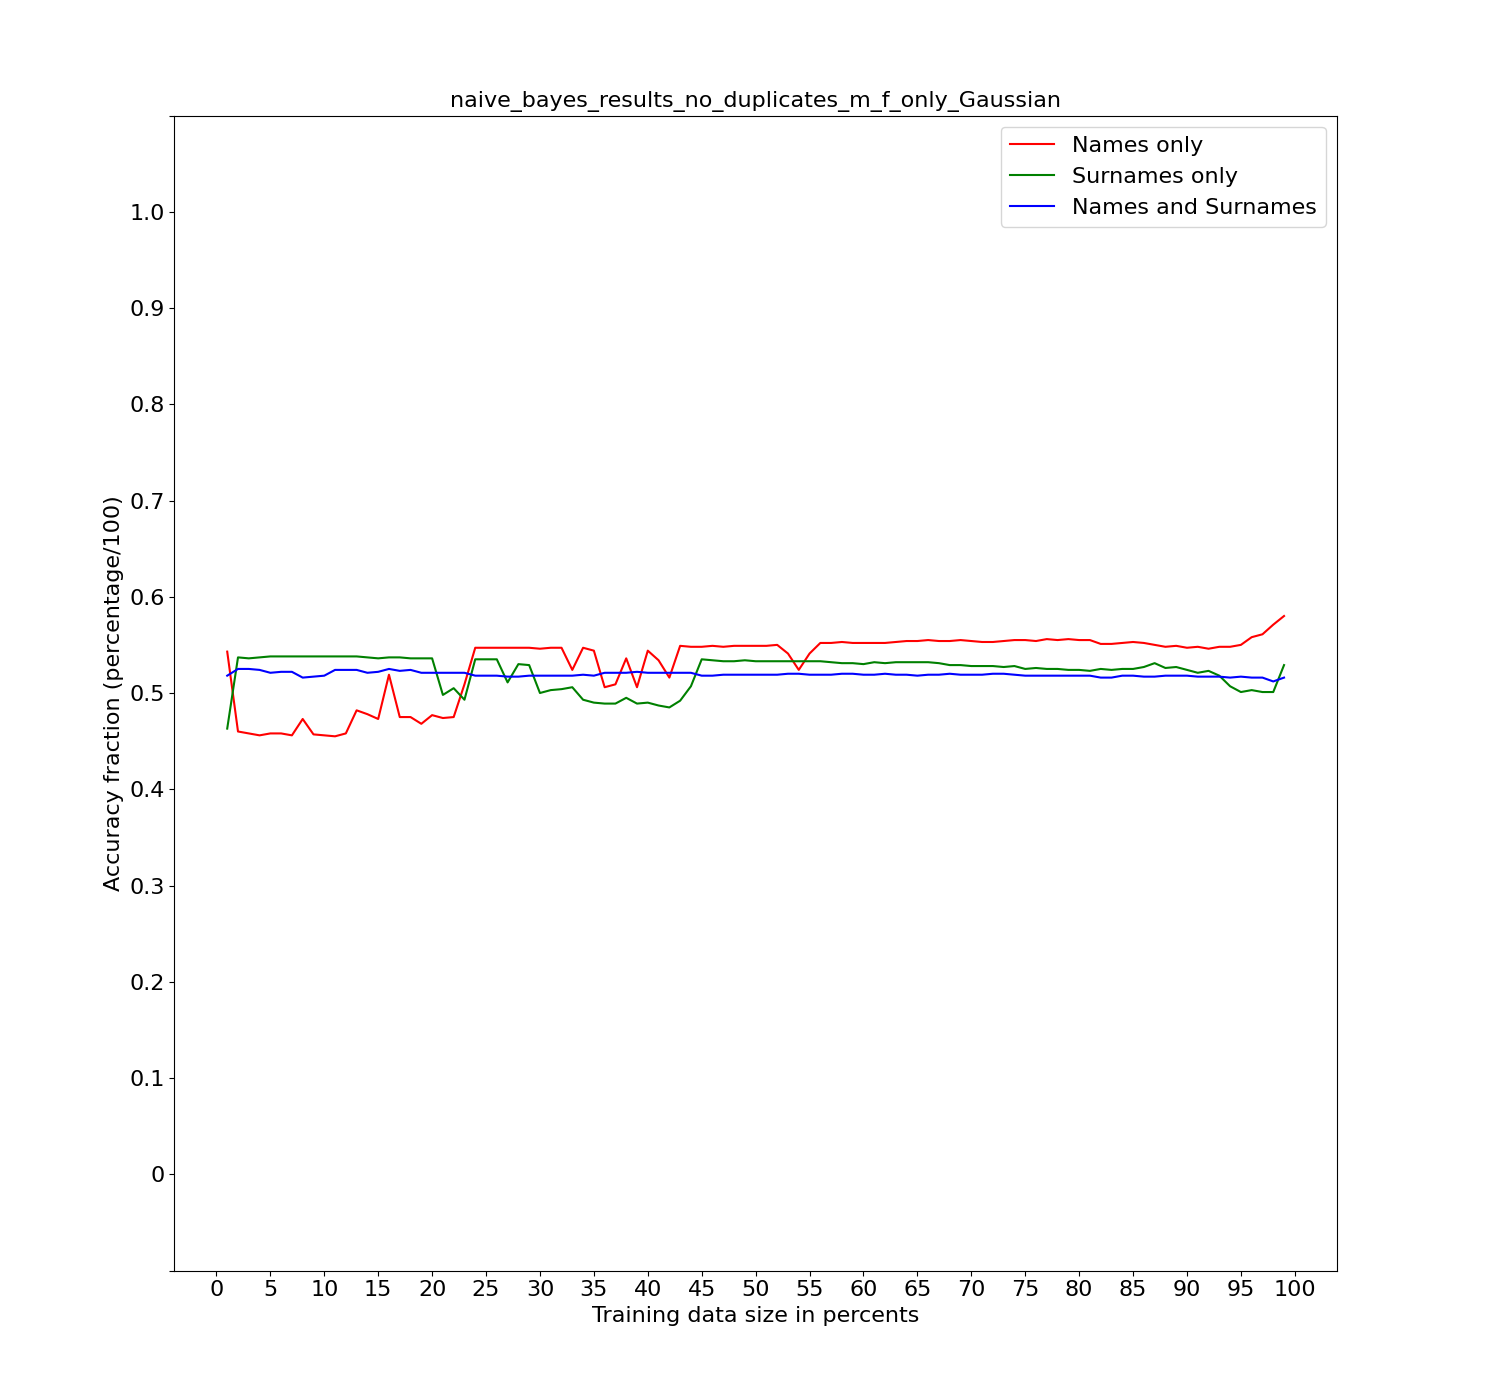 naive_bayes_results_no_duplicates_m_f_only_Gaussian
Names only
Surnames only
Names and Surnames
1.0
0.9
0.8
0.7
0.6
0.5
0.4
0.3
0.2
0.1
0
Accuracy fraction (percentage/100)
0 5 10 15 20 25 30 35 40 45 50 55 60 65 70 75 80 85 90 95 100
Training data size in percents